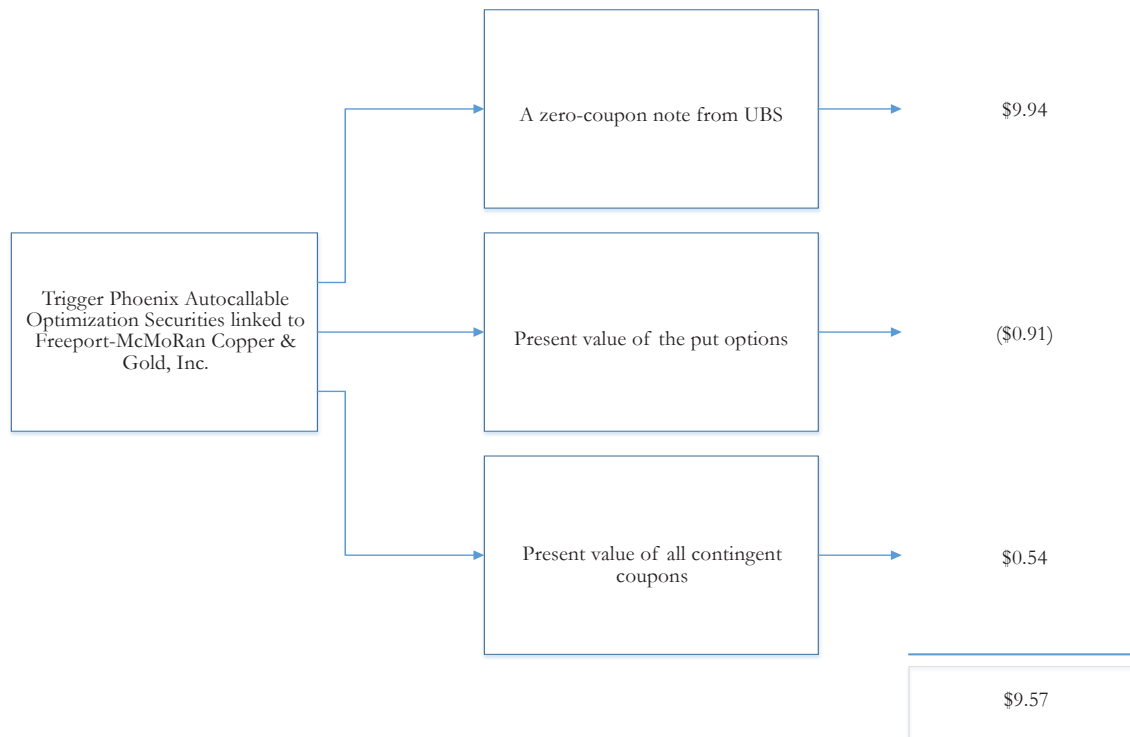 A zero-coupon note from UBS
$9.94
Trigger Phoenix Autocallable
Optimization Securities linked to
Freeport-McMoRan Copper &
Gold, Inc.
Present value of the put options
($0.91)
Present value of all contingent
coupons
$0.54
$9.57